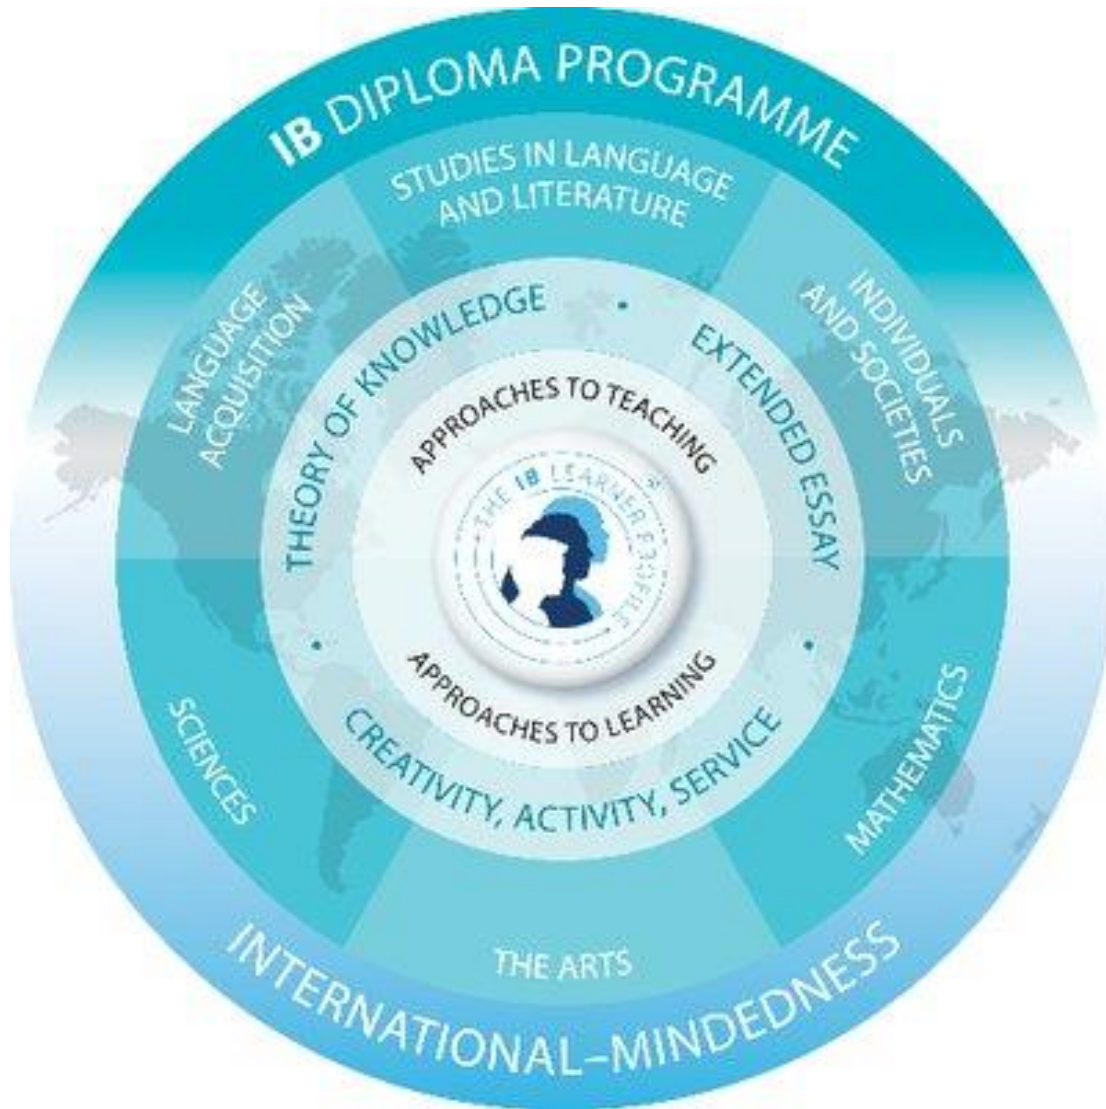 IB DIPLOMA PROGRAMME
STUDIES IN LANGUAGE
AND LITERATURE
LANGUAGE
ACQUISITION
INDIVIDUALS
AND SOCIETIES
THEORY OF KNOWLEDGE
EXTENDED ESSAY
APPROACHES TO TEACHING
THE IB LEARNER PROFILE
APPROACHES TO LEARNING
CREATIVITY, ACTIVITY, SERVICE
SCIENCES
MATHEMATICS
THE ARTS
INTERNATIONAL–MINDEDNESS